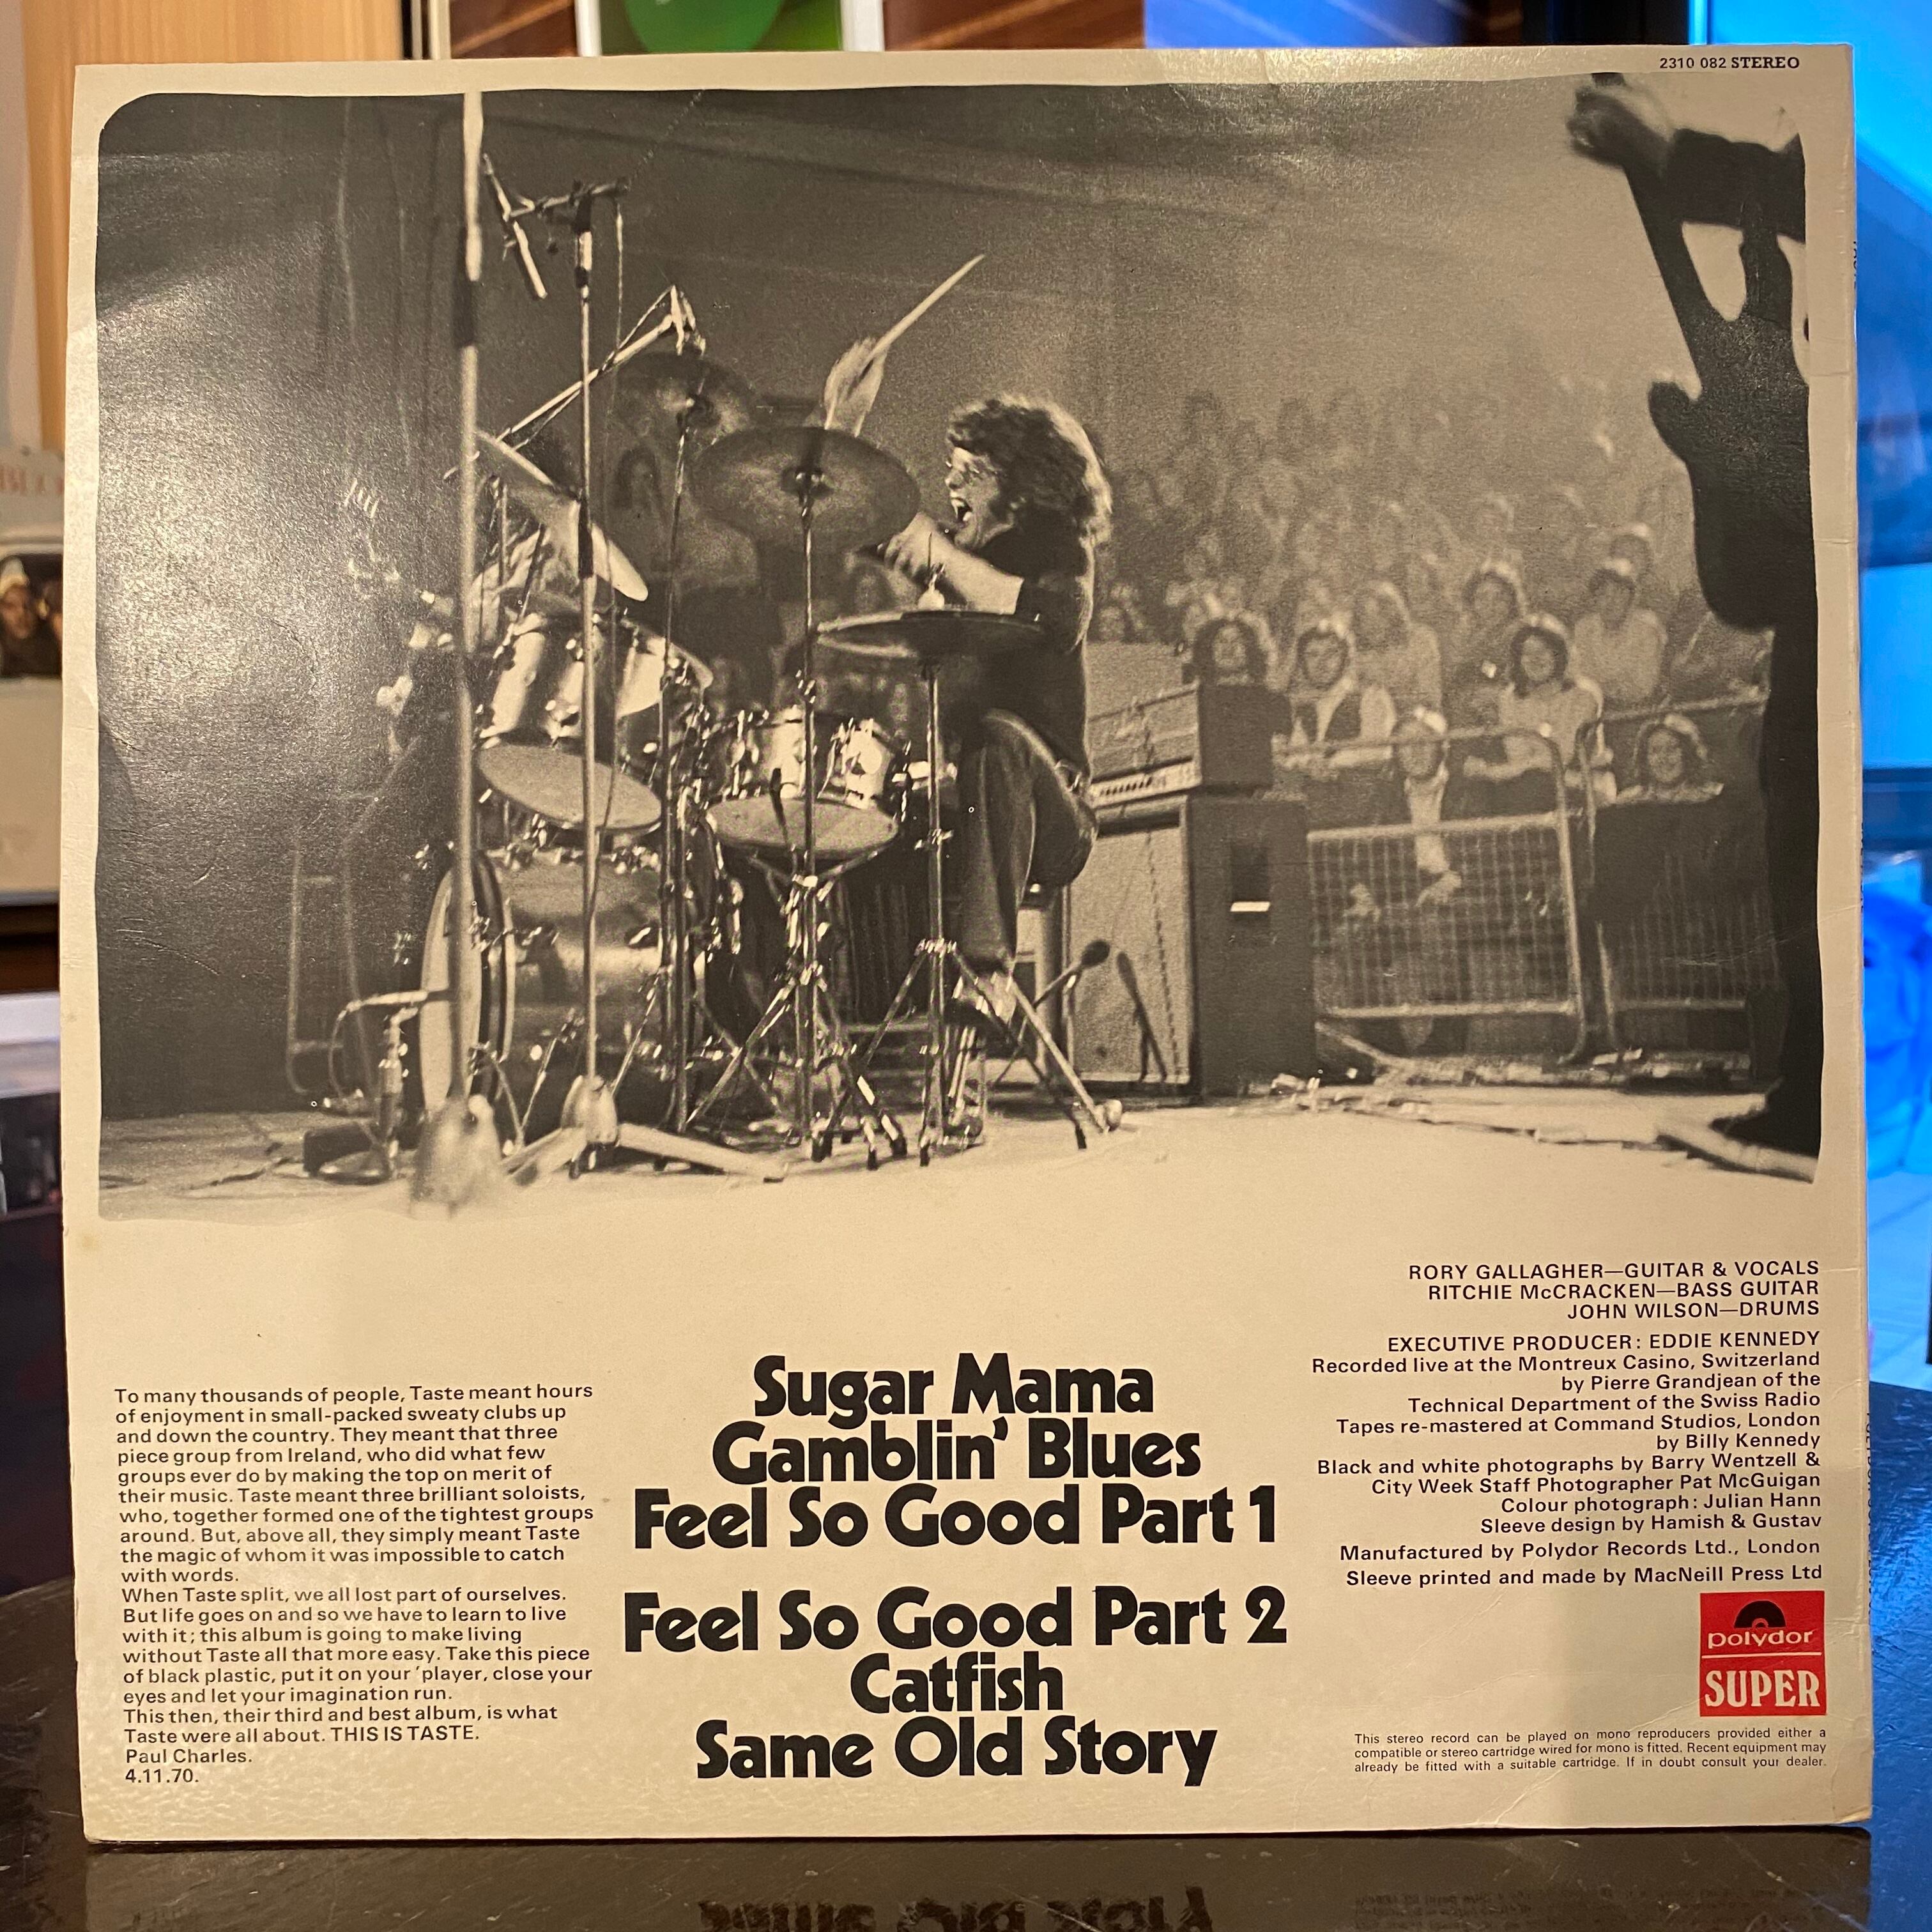 2310 082 STEREO
To many thousands of people, Taste meant hours
of enjoyment in small-packed sweaty clubs up
and down the country. They meant that three
piece group from Ireland, who did what few
groups ever do by making the top on merit of
their music. Taste meant three brilliant soloists,
who, together formed one of the tightest groups
around. But, above all, they simply meant Taste
the magic of whom it was impossible to catch
with words.
When Taste split, we all lost part of ourselves.
But life goes on and so we have to learn to live
with it; this album is going to make living
without Taste all that more easy. Take this piece
of black plastic, put it on your 'player, close your
eyes and let your imagination run.
This then, their third and best album, is what
Taste were all about. THIS IS TASTE.
Paul Charles.
4.11.70.
Sugar Mama
Gamblin' Blues
Feel So Good Part 1
Feel So Good Part 2
Catfish
Same Old Story
RORY GALLAGHER—GUITAR & VOCALS
RITCHIE McCRACKEN—BASS GUITAR
JOHN WILSON—DRUMS
EXECUTIVE PRODUCER: EDDIE KENNEDY
Recorded live at the Montreux Casino, Switzerland
by Pierre Grandjean of the
Technical Department of the Swiss Radio
Tapes re-mastered at Command Studios, London
by Billy Kennedy
Black and white photographs by Barry Wentzell &
City Week Staff Photographer Pat McGuigan
Colour photograph: Julian Hann
Sleeve design by Hamish & Gustav
Manufactured by Polydor Records Ltd., London
Sleeve printed and made by MacNeill Press Ltd
polydor
SUPER
This stereo record can be played on mono reproducers provided either a
compatible or stereo cartridge wired for mono is fitted. Recent equipment may
already be fitted with a suitable cartridge. If in doubt consult your dealer.